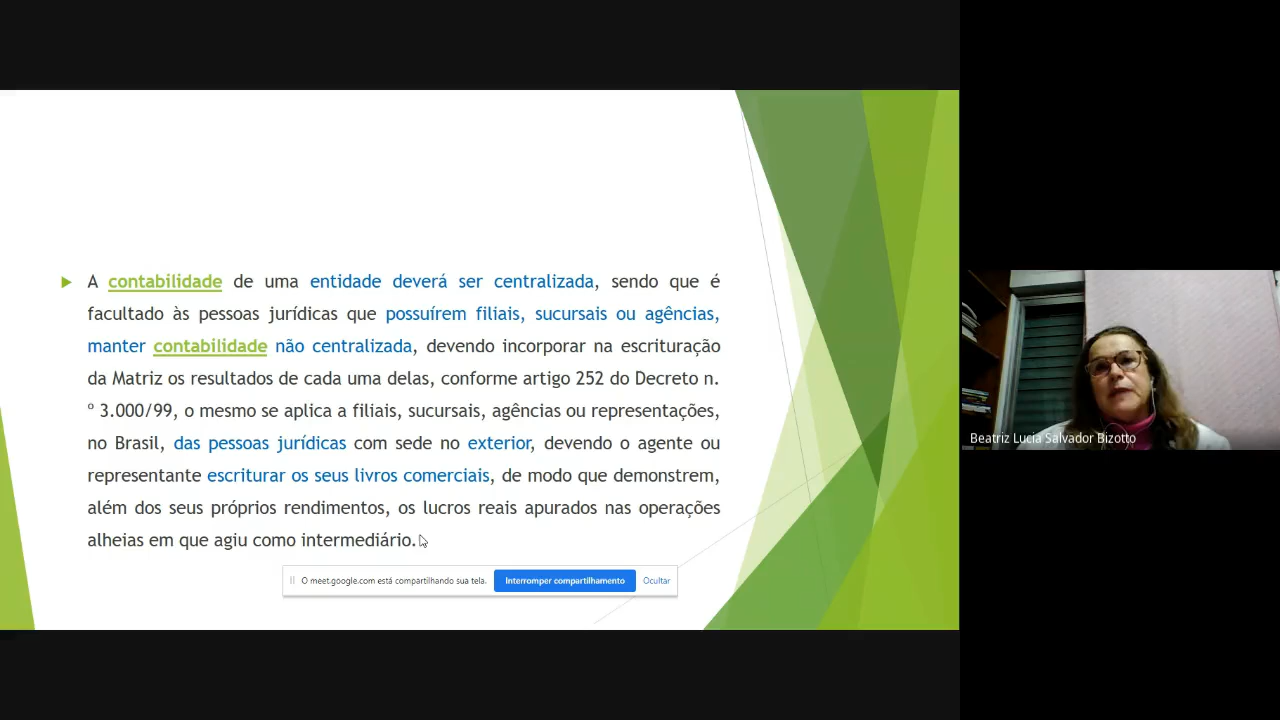 A contabilidade de uma entidade deverá ser centralizada, sendo que é
facultado às pessoas jurídicas que possuírem filiais, sucursais ou agências,
manter contabilidade não centralizada, devendo incorporar na escrituração
da Matriz os resultados de cada uma delas, conforme artigo 252 do Decreto n.
º 3.000/99, o mesmo se aplica a filiais, sucursais, agências ou representações,
no Brasil, das pessoas jurídicas com sede no exterior, devendo o agente ou
representante escriturar os seus livros comerciais, de modo que demonstrem,
além dos seus próprios rendimentos, os lucros reais apurados nas operações
alheias em que agiu como intermediário.
O meet.google.com está compartilhando sua tela. Interromper compartilhamento Ocultar
Beatriz Lucia Salvador Bizotto